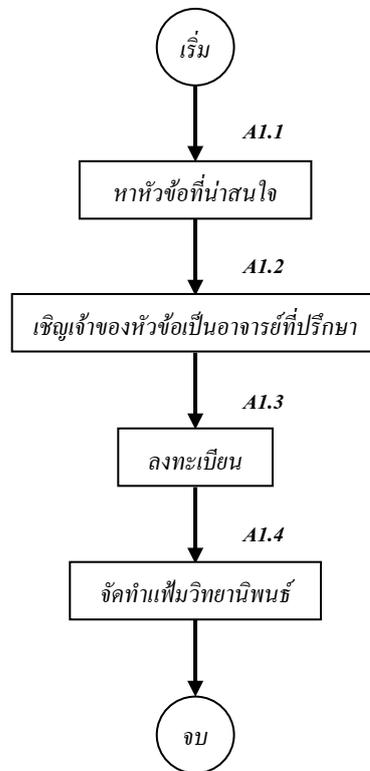 เริ่ม
A1.1
หาหัวข้อที่น่าสนใจ
A1.2
เชิญเจ้าของหัวข้อเป็นอาจารย์ที่ปรึกษา
A1.3
ลงทะเบียน
A1.4
จัดทำแฟ้มวิทยานิพนธ์
จบ